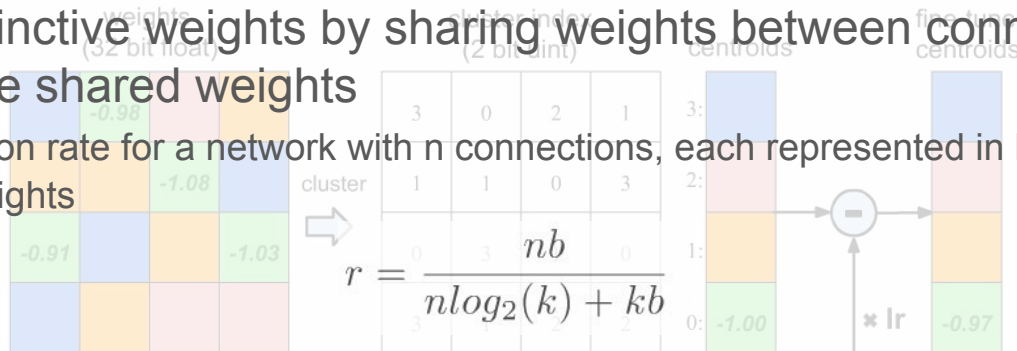 weights cluster index fine-tune
inctive weights by sharing weights between conn
(32 bit float) (2 bit uint) centroids centroids
e shared weights
-0.98 3 0 2 1 3:
on rate for a network with n connections, each represented in
-1.08 cluster 1 1 0 3 2:
ights
-0.91 -1.03 0 3 0 1:
r = nb / nlog₂(k) + kb
3 1 2 2 0: -1.00 × lr -0.97